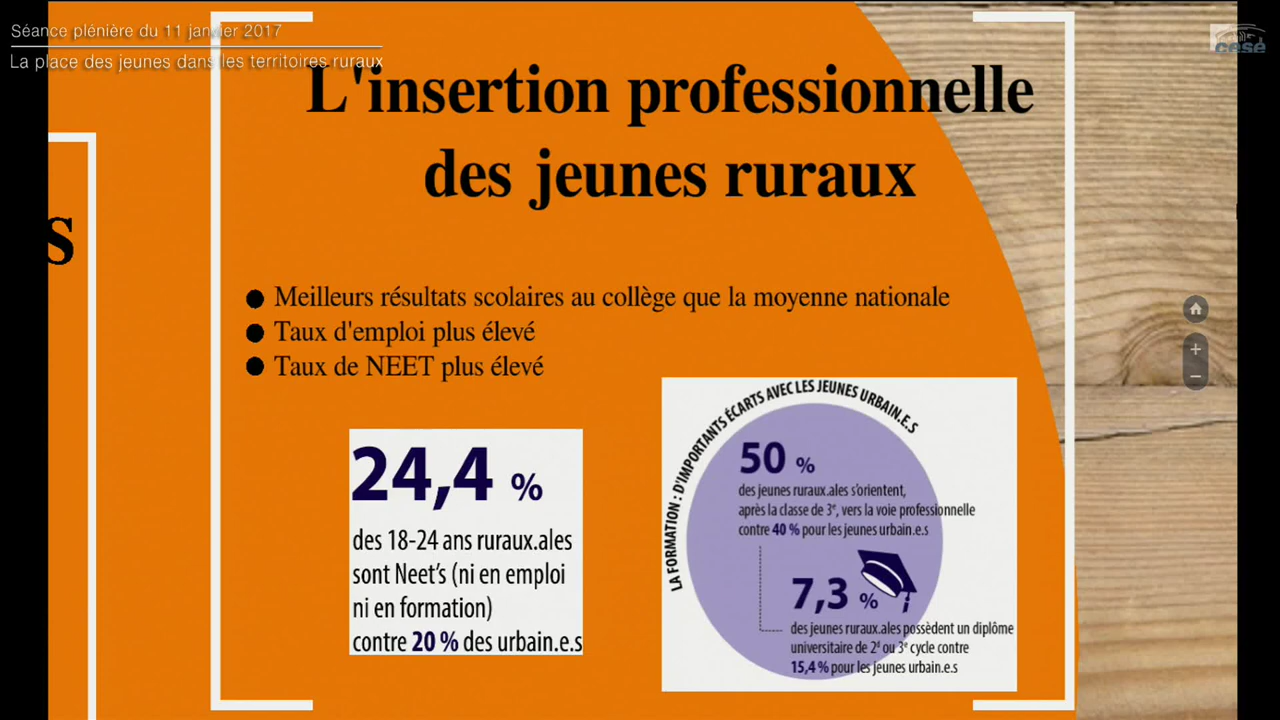 Séance plénière du 11 janvier 2017
La place des jeunes dans les territoires ruraux
cese
L'insertion professionnelle
des jeunes ruraux
s
● Meilleurs résultats scolaires au collège que la moyenne nationale
● Taux d'emploi plus élevé
● Taux de NEET plus élevé
24,4 %
des 18-24 ans ruraux.ales
sont Neet's (ni en emploi
ni en formation)
contre 20 % des urbain.e.s
LA FORMATION : D'IMPORTANTS ÉCARTS AVEC LES JEUNES URBAIN.E.S
50 %
des jeunes ruraux.ales s'orientent,
après la classe de 3e, vers la voie professionnelle
contre 40 % pour les jeunes urbain.e.s
7,3 %
des jeunes ruraux.ales possèdent un diplôme
universitaire de 2d ou 3e cycle contre
15,4 % pour les jeunes urbain.e.s